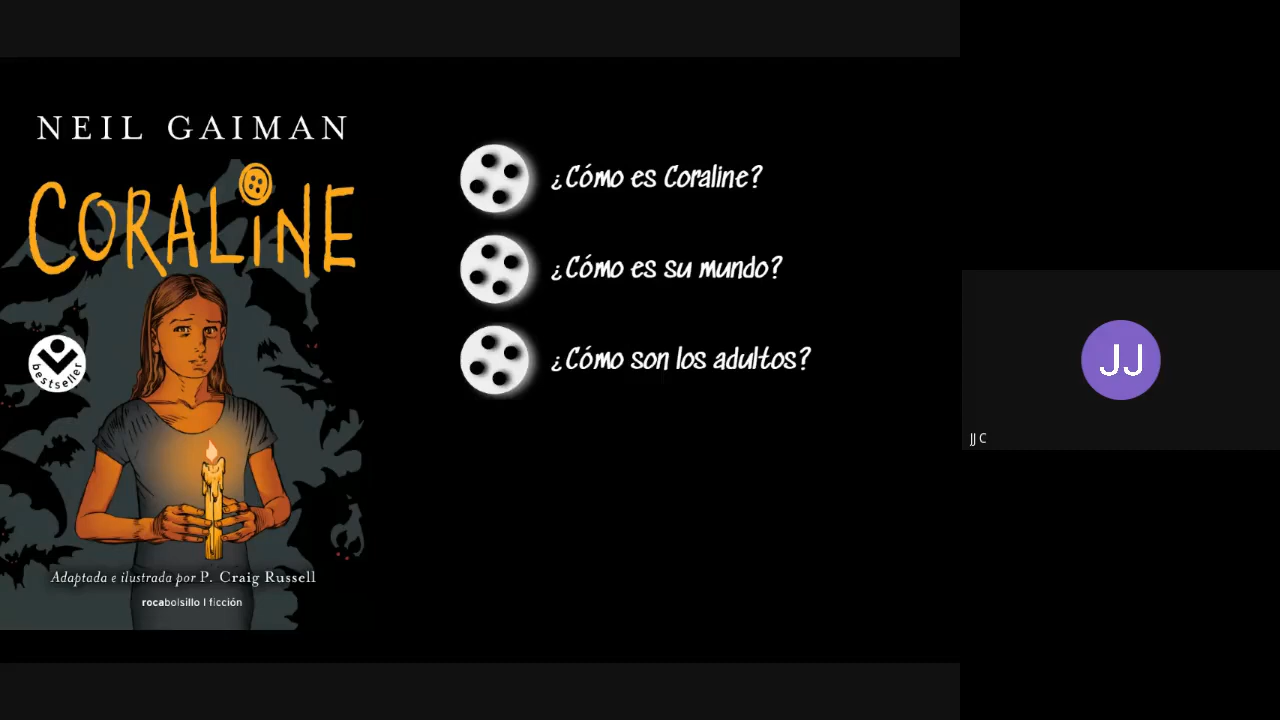 NEIL GAIMAN
CORALINE
bestseller
Adaptada e ilustrada por P. Craig Russell
rocabolsillo | ficción
¿Cómo es Coraline?
¿Cómo es su mundo?
¿Cómo son los adultos?
JJ
JJ C